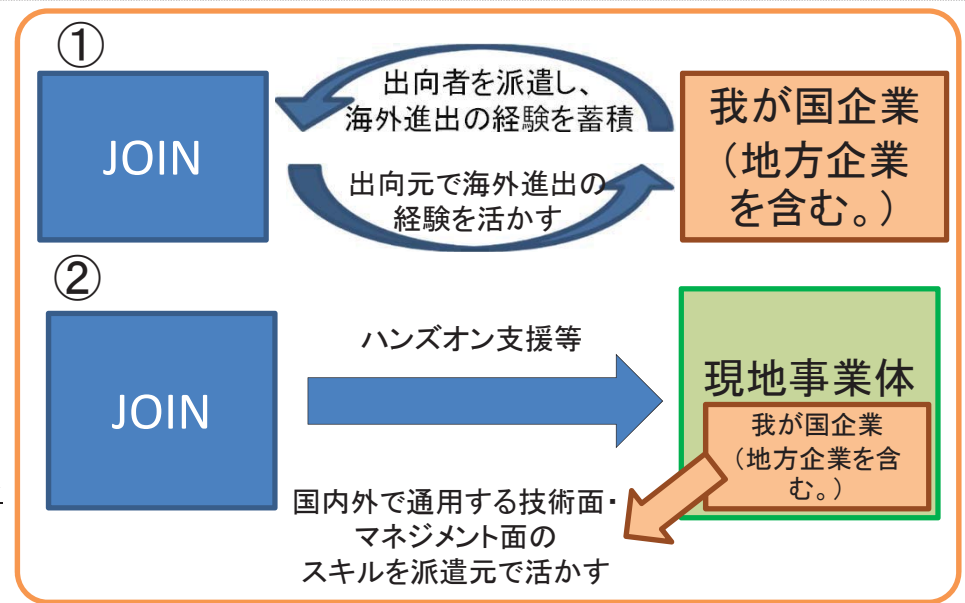 ①
JOIN
出向者を派遣し、
海外進出の経験を蓄積
出向元で海外進出の
経験を活かす
我が国企業
（地方企業
を含む。）
②
JOIN
ハンズオン支援等
現地事業体
我が国企業
（地方企業を含
む。）
国内外で通用する技術面・
マネジメント面の
スキルを派遣元で活かす